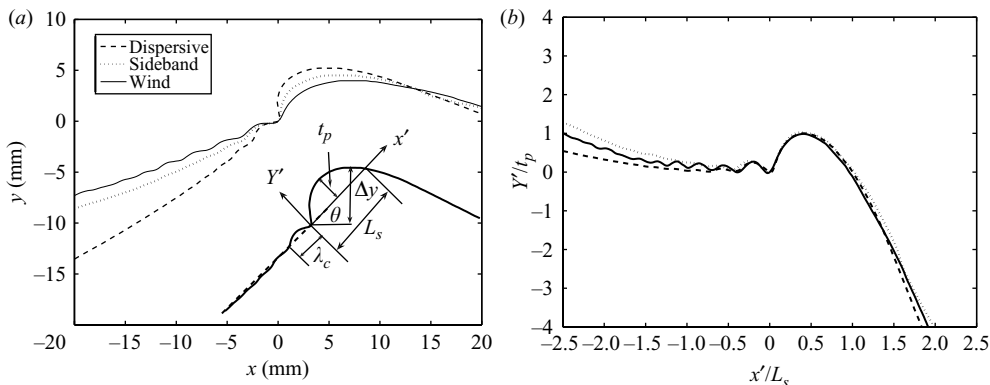 (a)
10
Dispersive
Sideband
Wind
5
0
−5
−10
−15
−20
y (mm)
−20
−15
−10
−5
0
5
10
15
20
x (mm)
t_p
x′
Y′
Δy
θ
L_s
λ_c
(b)
4
3
2
1
0
−1
−2
−3
−4
Y′/t_p
−2.5
−2.0
−1.5
−1.0
−0.5
0
0.5
1.0
1.5
2.0
2.5
x′/L_s